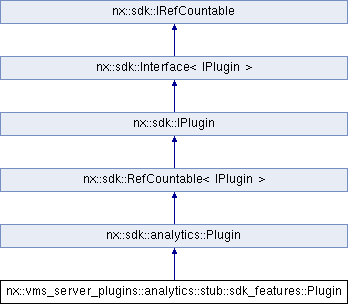 nx::sdk::IRefCountable
nx::sdk::Interface< IPlugin >
nx::sdk::IPlugin
nx::sdk::RefCountable< IPlugin >
nx::sdk::analytics::Plugin
nx::vms_server_plugins::analytics::stub::sdk_features::Plugin